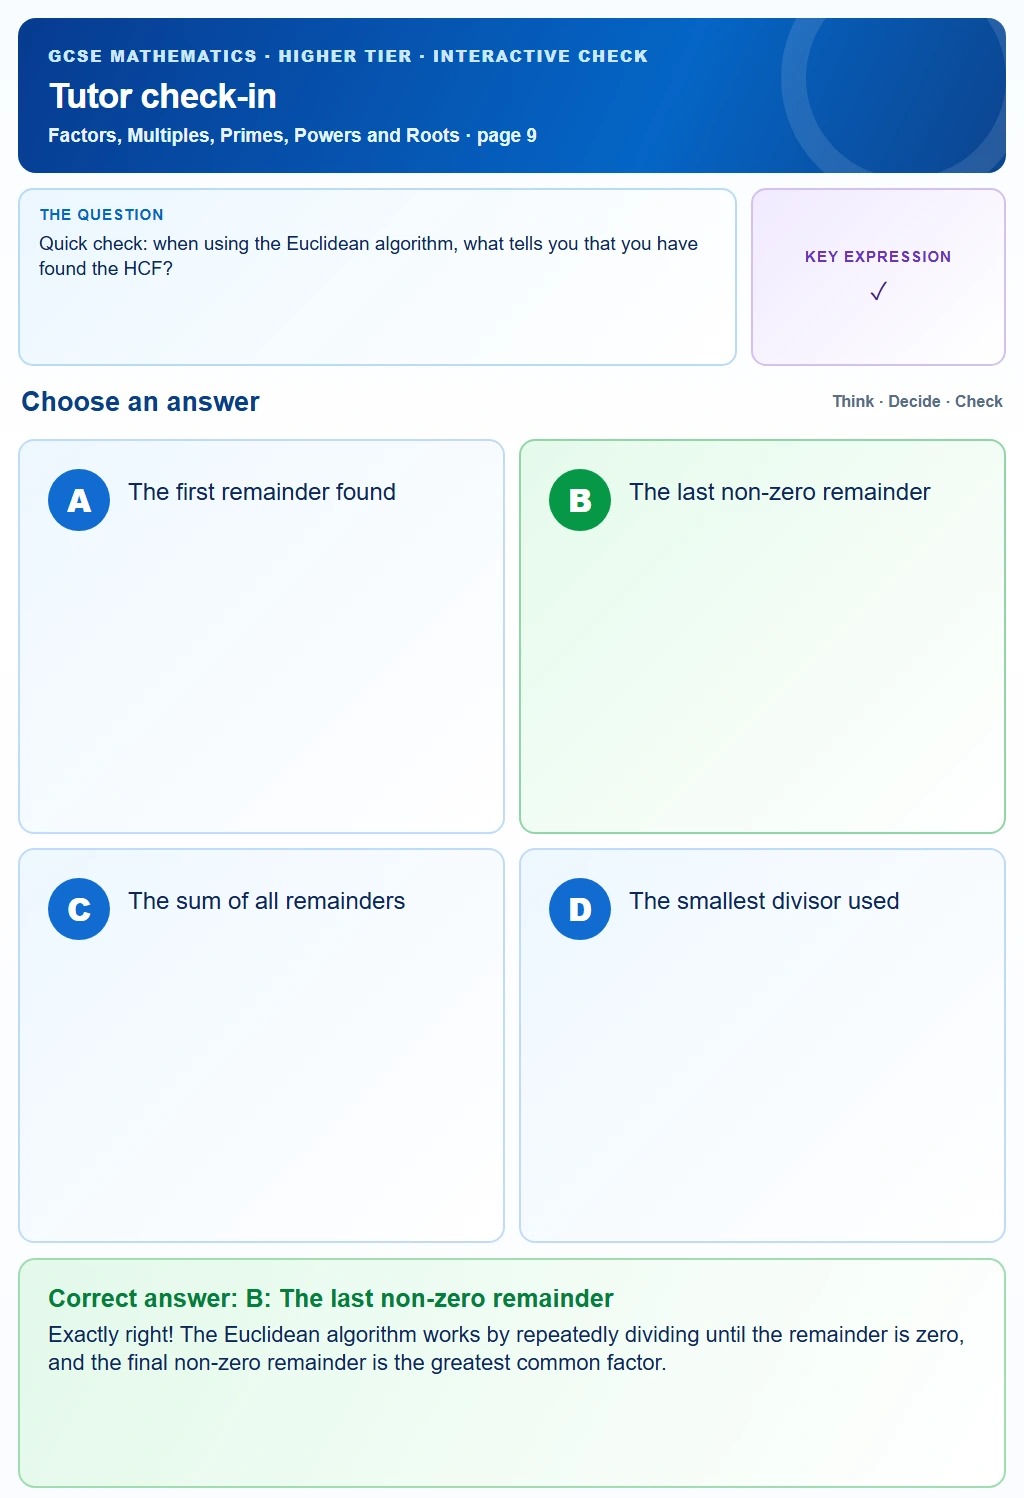 GCSE MATHEMATICS · HIGHER TIER · INTERACTIVE CHECK
Tutor check-in
Factors, Multiples, Primes, Powers and Roots · page 9
THE QUESTION
Quick check: when using the Euclidean algorithm, what tells you that you have
found the HCF?
KEY EXPRESSION
✓
Choose an answer
Think · Decide · Check
A The first remainder found
B The last non-zero remainder
C The sum of all remainders
D The smallest divisor used
Correct answer: B: The last non-zero remainder
Exactly right! The Euclidean algorithm works by repeatedly dividing until the remainder is zero,
and the final non-zero remainder is the greatest common factor.